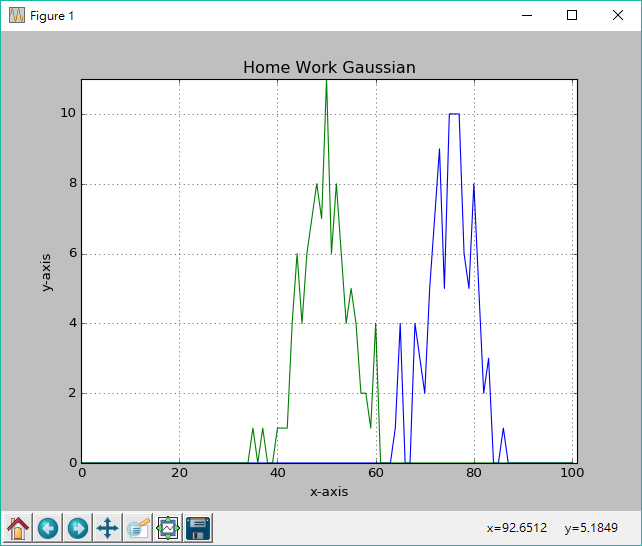 Figure 1
Home Work Gaussian
10
8
6
4
2
0
y-axis
0 20 40 60 80 100
x-axis
x=92.6512 y=5.1849